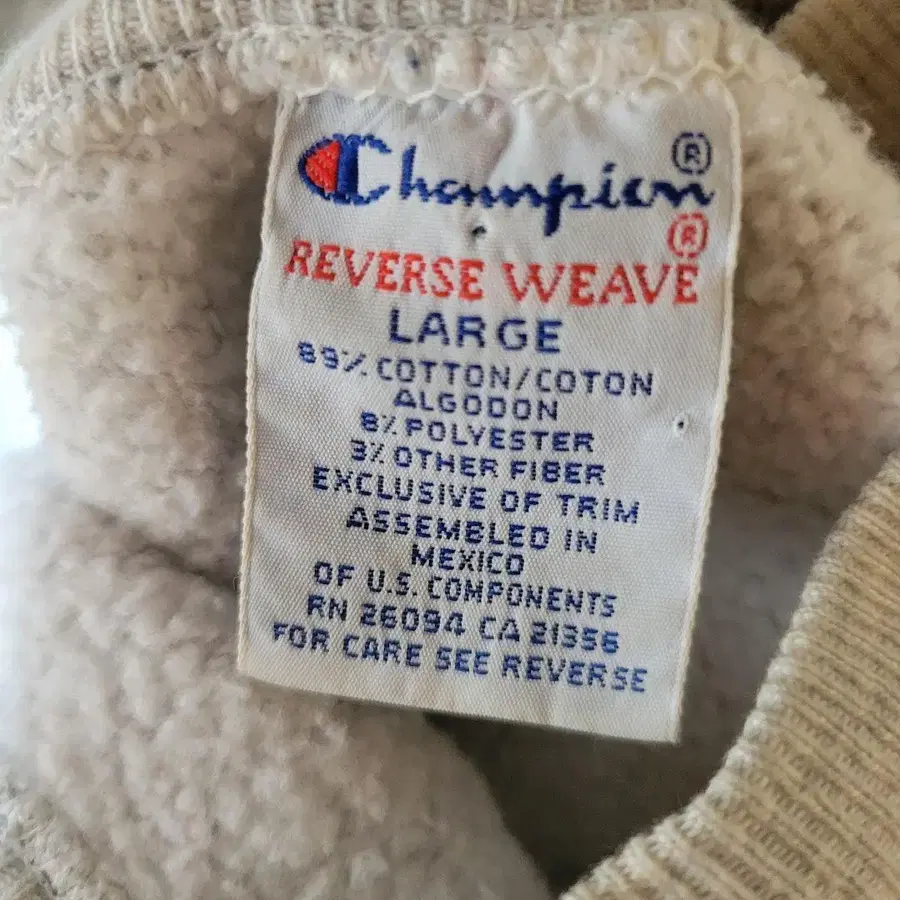 Champion®
REVERSE WEAVE®
LARGE
89% COTTON/COTON
ALGODON
8% POLYESTER
3% OTHER FIBER
EXCLUSIVE OF TRIM
ASSEMBLED IN
MEXICO
OF U.S. COMPONENTS
RN 26094 CA 21356
FOR CARE SEE REVERSE